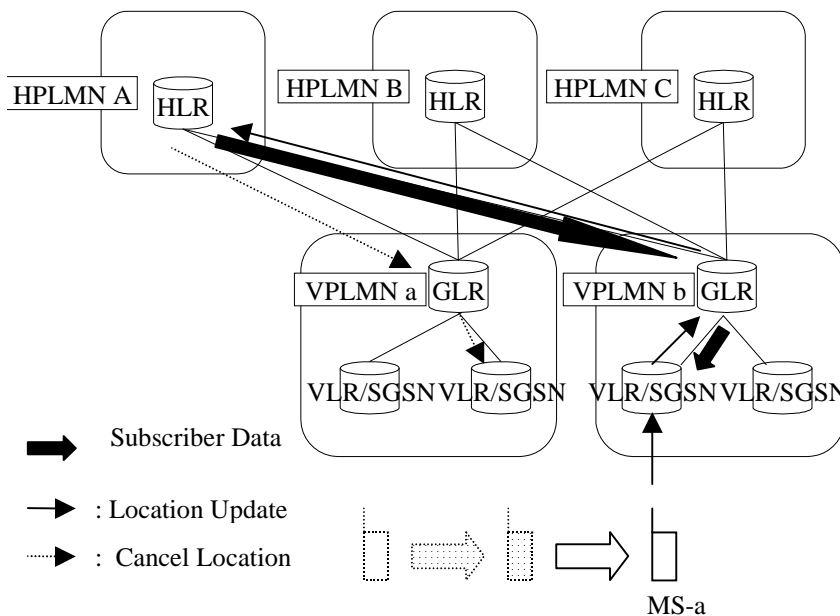 HPLMN A
HLR
HPLMN B
HLR
HPLMN C
HLR
VPLMN a
GLR
VPLMN b
GLR
VLR/SGSN
VLR/SGSN
VLR/SGSN
VLR/SGSN
Subscriber Data
: Location Update
: Cancel Location
MS-a